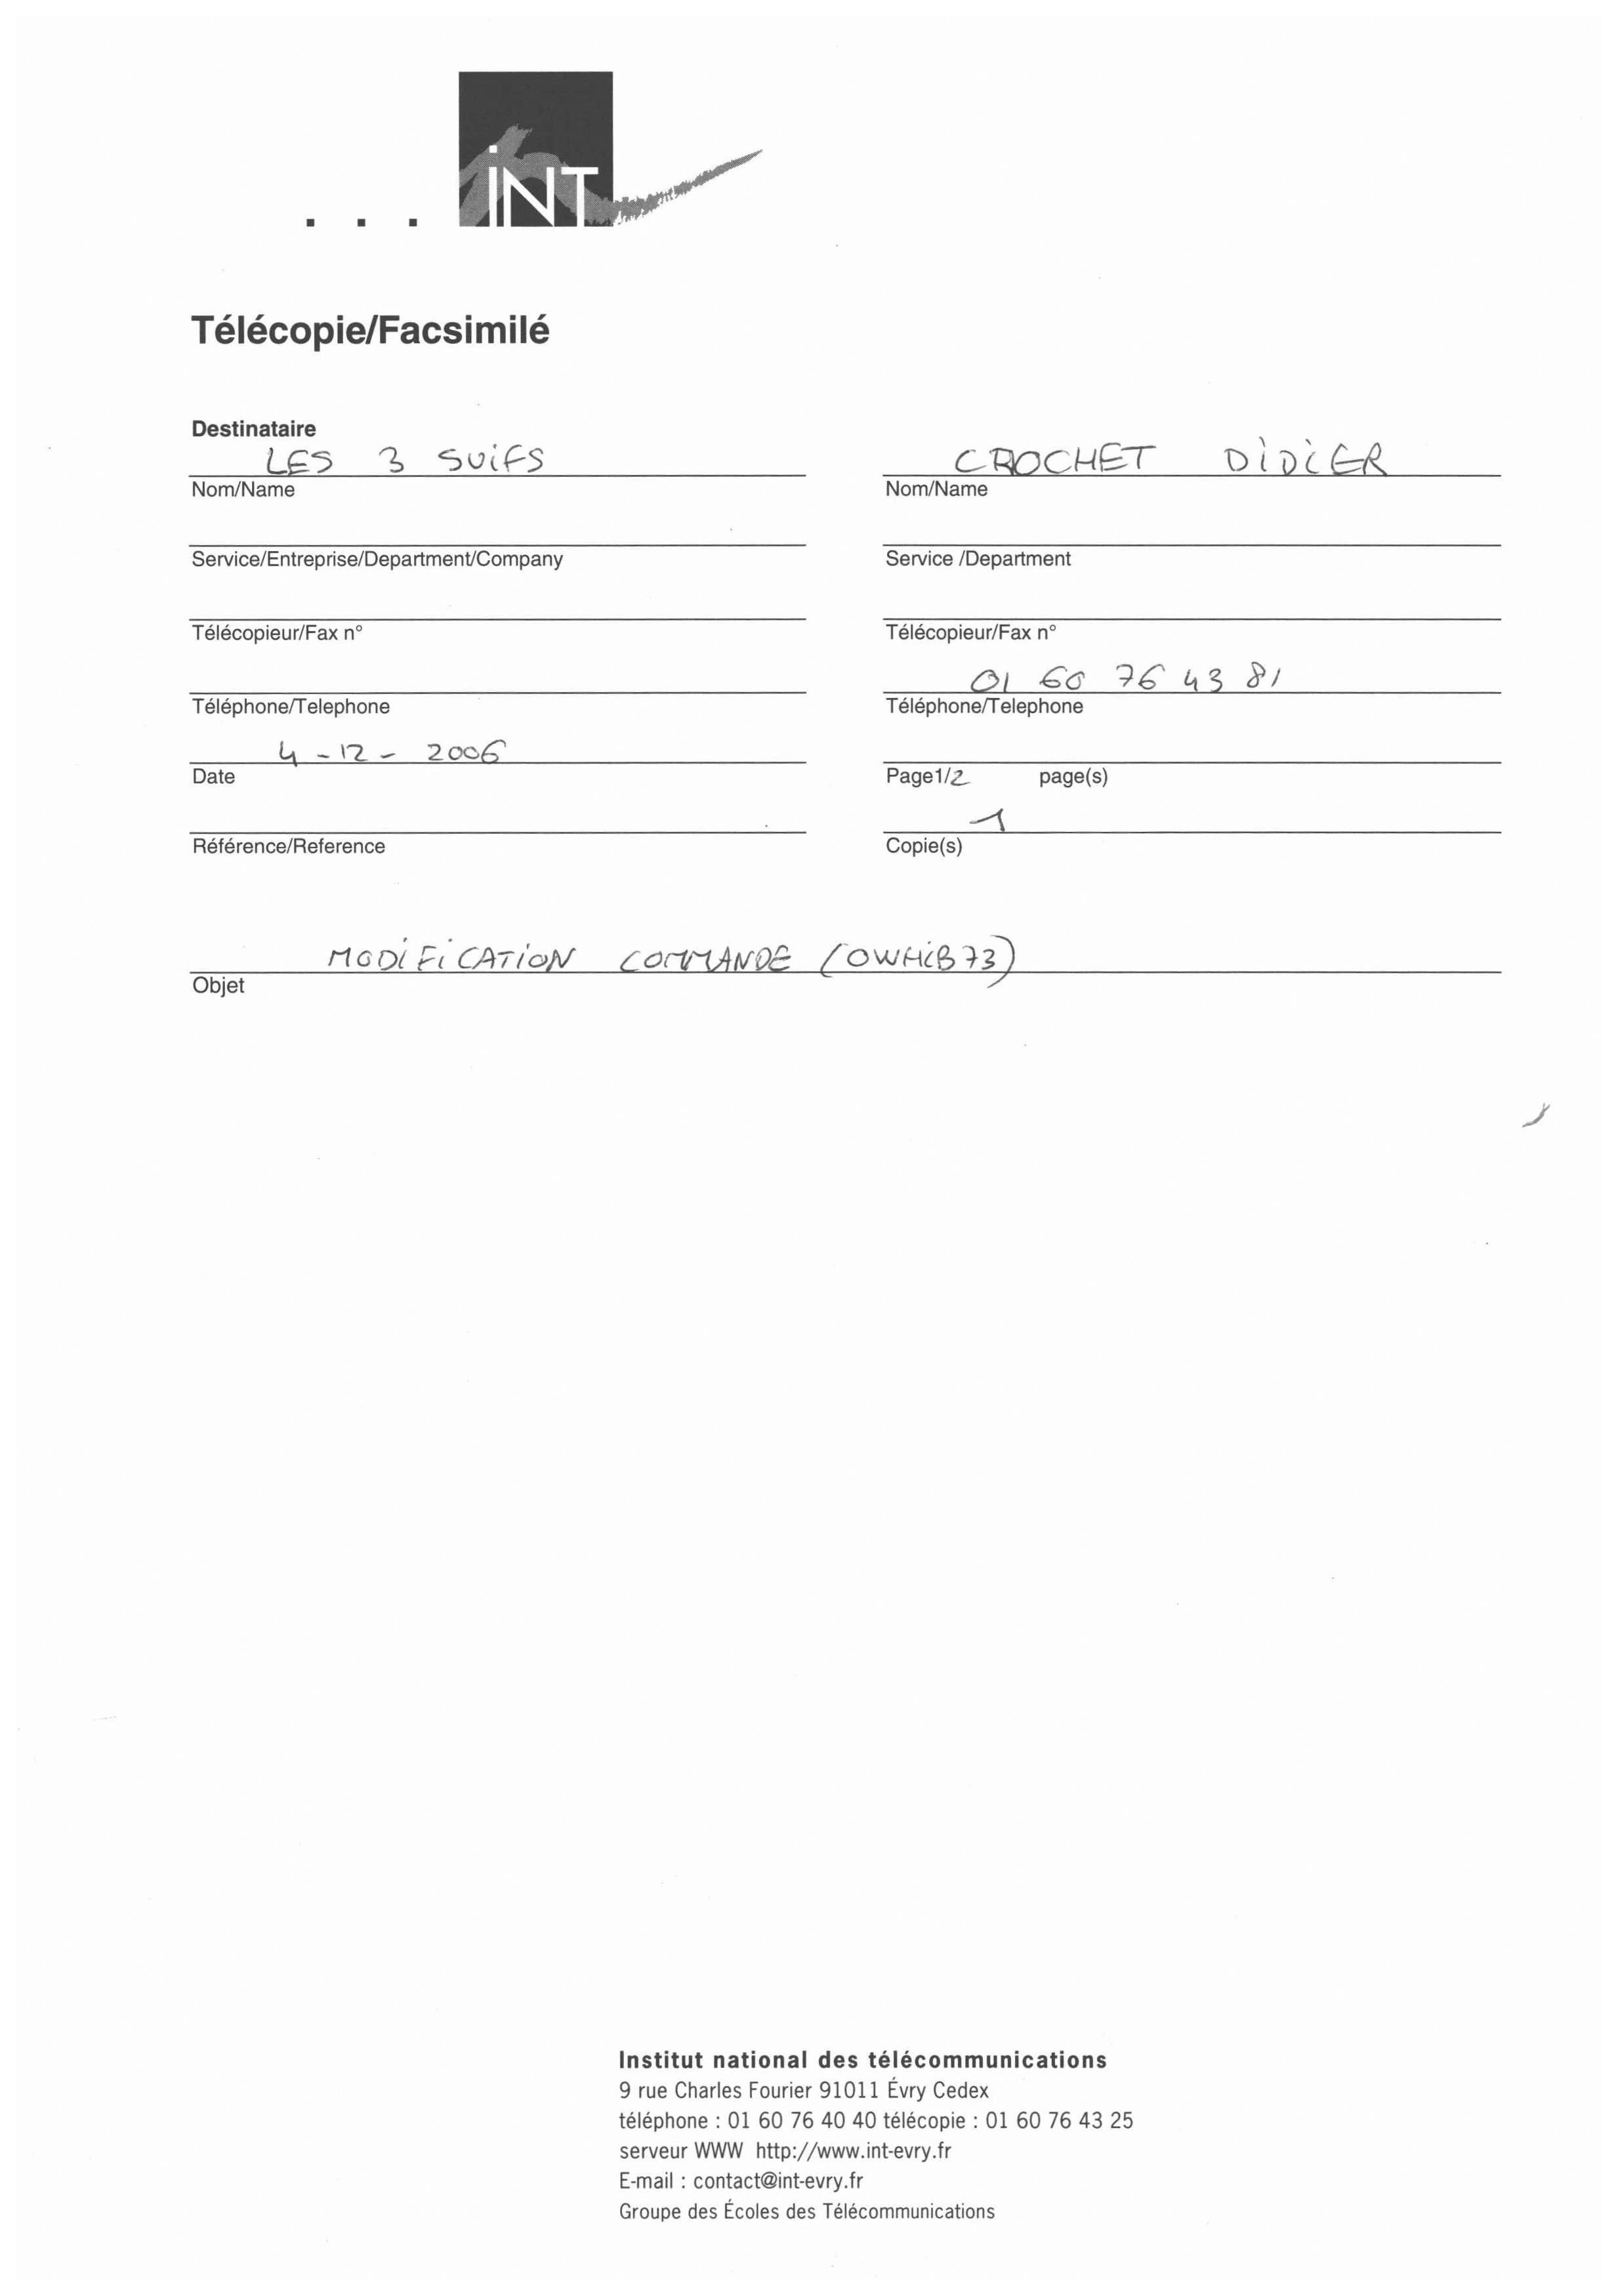 iNT
Télécopie/Facsimilé
Destinataire
LES 3 SUiFS
CROCHET DiDiER
Nom/Name
Nom/Name
Service/Entreprise/Department/Company
Service /Department
Télécopieur/Fax n°
Télécopieur/Fax n°
01 60 76 43 81
Téléphone/Telephone
Téléphone/Telephone
4 - 12 - 2006
Date
Page1/2 page(s)
1
Référence/Reference
Copie(s)
MODiFiCATiON COMMANDE (OWHiB73)
Objet
Institut national des télécommunications
9 rue Charles Fourier 91011 Évry Cedex
téléphone : 01 60 76 40 40 télécopie : 01 60 76 43 25
serveur WWW http://www.int-evry.fr
E-mail : contact@int-evry.fr
Groupe des Écoles des Télécommunications